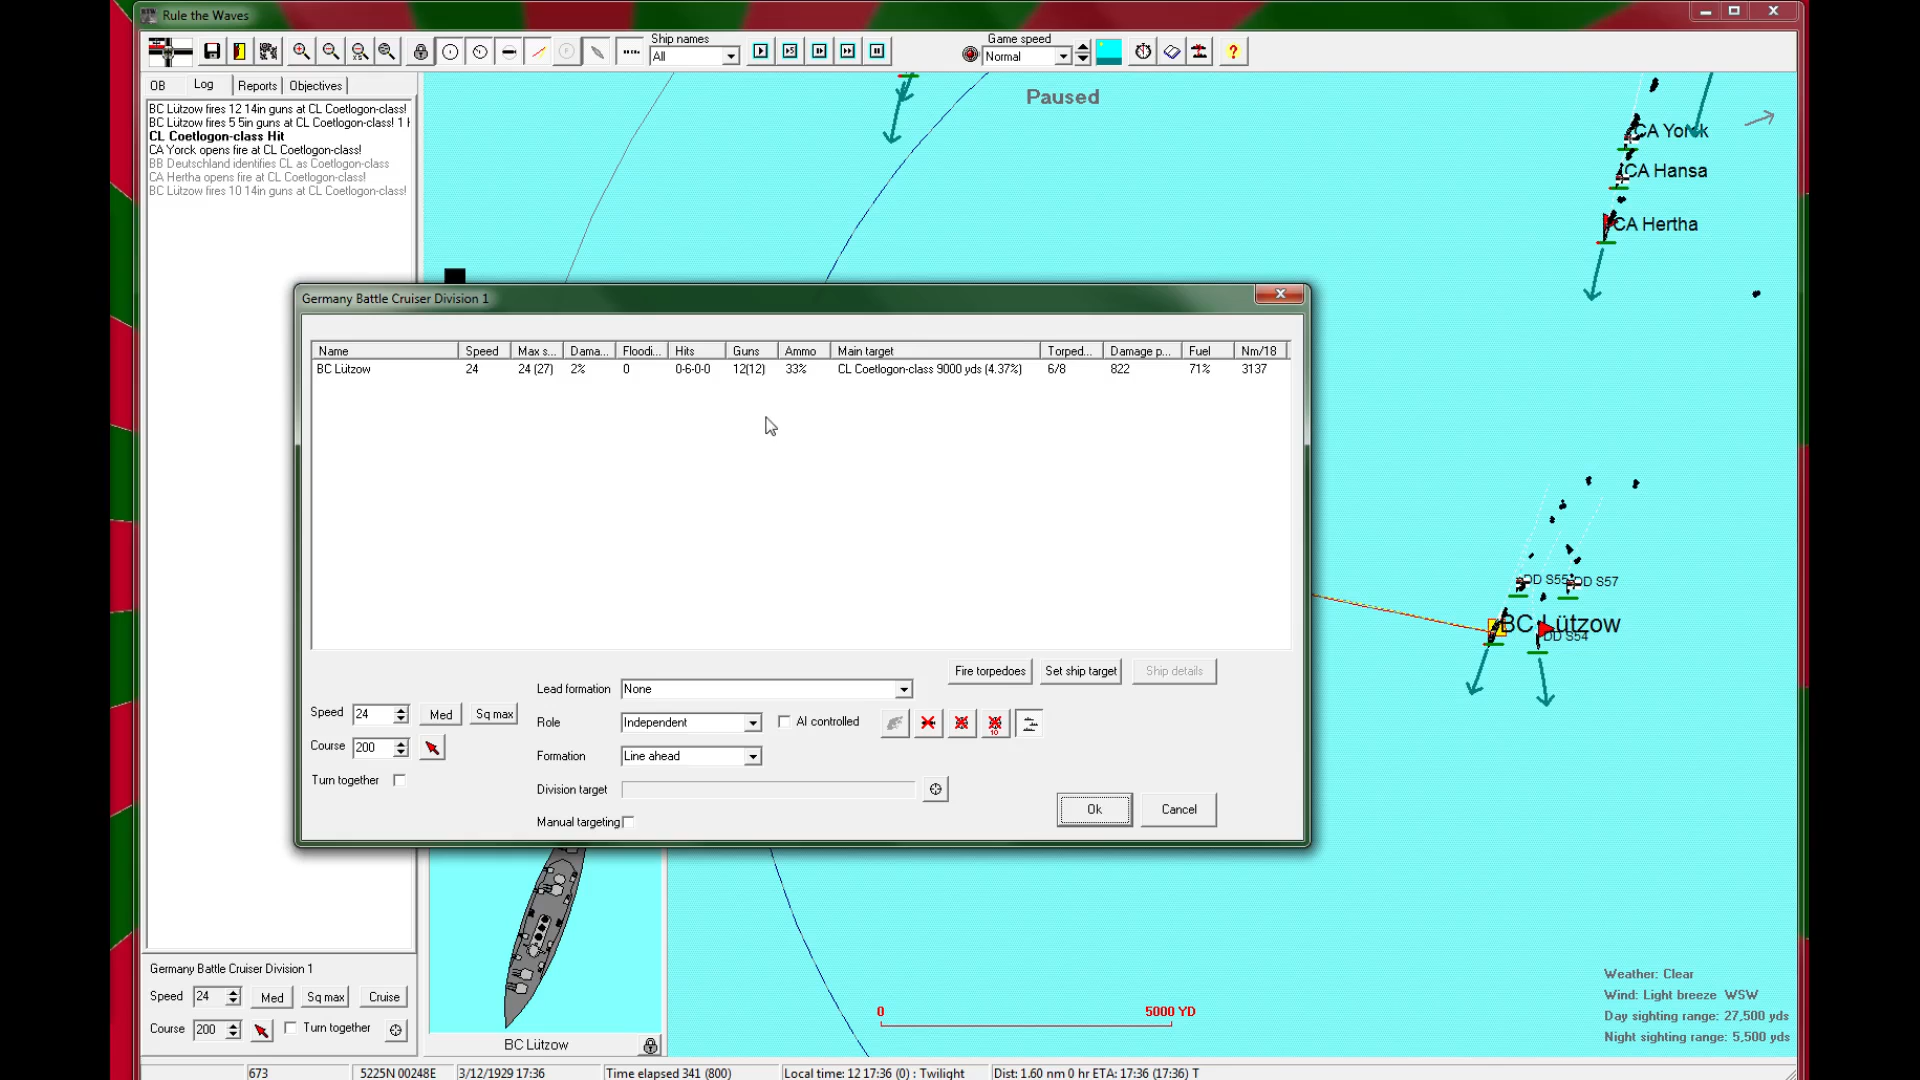 Rule the Waves
Ship names
All
Game speed
Normal
OB Log Reports Objectives
BC Lützow fires 12 14in guns at CL Coetlogon-class!
BC Lützow fires 5 5in guns at CL Coetlogon-class! 1 H
CL Coetlogon-class Hit
CA Yorck opens fire at CL Coetlogon-class!
BB Deutschland identifies CL as Coetlogon-class
CA Hertha opens fire at CL Coetlogon-class!
BC Lützow fires 10 14in guns at CL Coetlogon-class!
Paused
CA Yorck
CA Hansa
CA Hertha
Germany Battle Cruiser Division 1
Name Speed Max s... Dama... Floodi... Hits Guns Ammo Main target Torped... Damage p... Fuel Nm/18
BC Lützow 24 24 (27) 2% 0 0-6-0-0 12(12) 33% CL Coetlogon-class 9000 yds (4.37%) 6/8 822 71% 3137
Fire torpedoes Set ship target Ship details
Lead formation None
Speed 24 Med Sq max
Role Independent AI controlled
10
Course 200
Formation Line ahead
Turn together
Division target
Manual targeting
Ok Cancel
DD S55 DD S57
BC Lützow
DD S54
Germany Battle Cruiser Division 1
Speed 24 Med Sq max Cruise
Course 200 Turn together
BC Lützow
0 5000 YD
Weather: Clear
Wind: Light breeze WSW
Day sighting range: 27,500 yds
Night sighting range: 5,500 yds
673 5225N 00248E 3/12/1929 17:36 Time elapsed 341 (800) Local time: 12 17:36 (0) : Twilight Dist: 1.60 nm 0 hr ETA: 17:36 (17:36) T